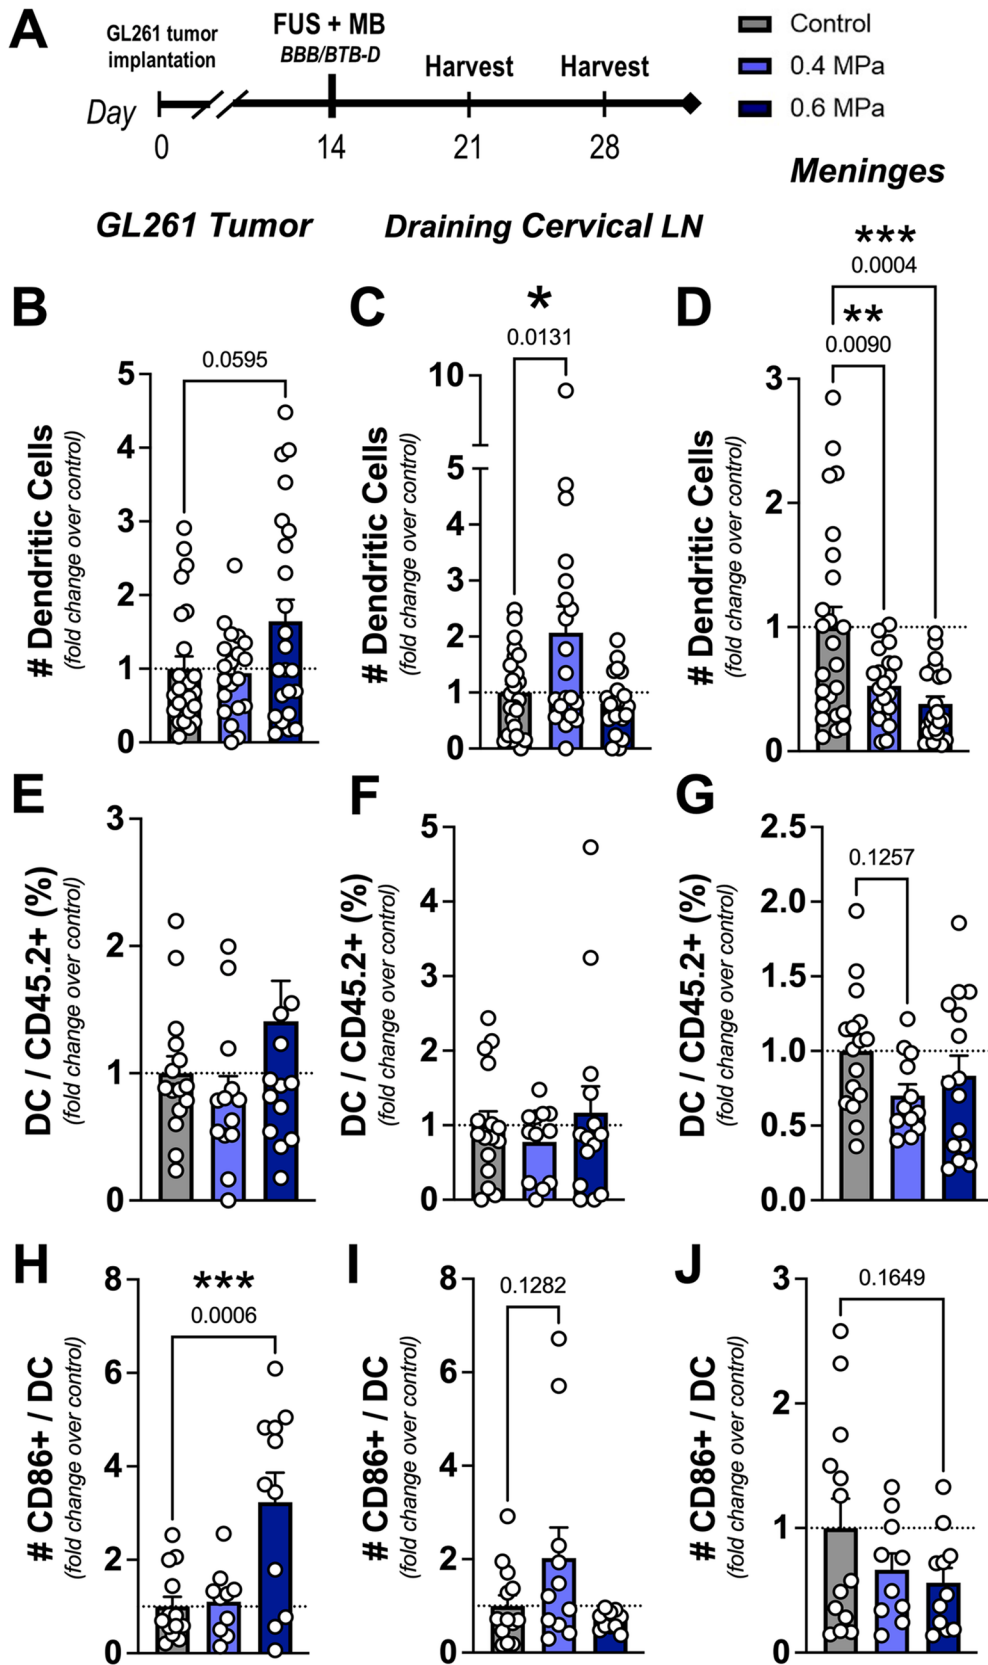 A
GL261 tumor
implantation
FUS + MB
BBB/BTB-D
Harvest
Harvest
Day
0
14
21
28
Control
0.4 MPa
0.6 MPa
GL261 Tumor
Draining Cervical LN
Meninges
B
# Dendritic Cells
(fold change over control)
0.0595
5
4
3
2
1
0
C
# Dendritic Cells
(fold change over control)
*
0.0131
10
5
4
3
2
1
0
D
# Dendritic Cells
(fold change over control)
***
0.0004
**
0.0090
3
2
1
0
E
DC / CD45.2+ (%)
(fold change over control)
3
2
1
0
F
DC / CD45.2+ (%)
(fold change over control)
5
4
3
2
1
0
G
DC / CD45.2+ (%)
(fold change over control)
0.1257
2.5
2.0
1.5
1.0
0.5
0.0
H
# CD86+ / DC
(fold change over control)
***
0.0006
8
6
4
2
0
I
# CD86+ / DC
(fold change over control)
0.1282
8
6
4
2
0
J
# CD86+ / DC
(fold change over control)
0.1649
3
2
1
0